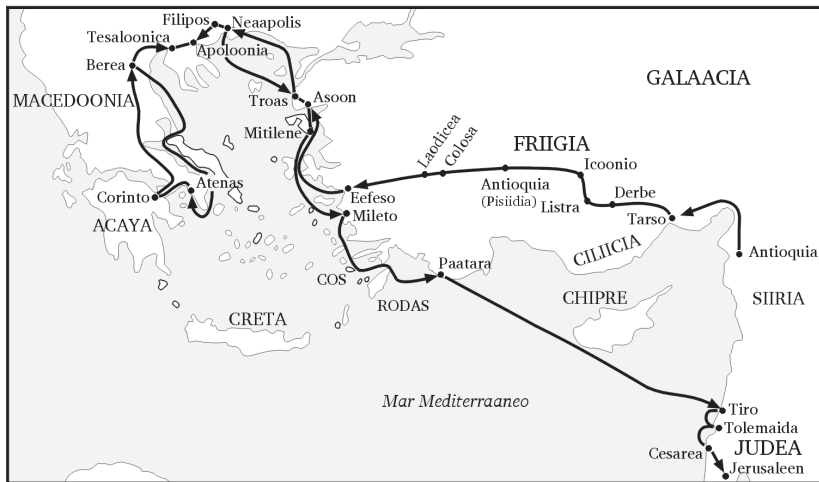 Filipos
Neaapolis
Tesaloonica
Apoloonia
Berea
GALAACIA
Troas
Asoon
MACEDOONIA
Mitilene
Laodicea
Colosa
FRIIGIA
Icoonio
Atenas
Antioquia
(Pisiidia)
Derbe
Corinto
Eefeso
Listra
Tarso
Mileto
ACAYA
CILIICIA
Antioquia
Paatara
COS
RODAS
CHIPRE
SIIRIA
CRETA
Mar Mediterraaneo
Tiro
Tolemaida
Cesarea
JUDEA
Jerusaleen